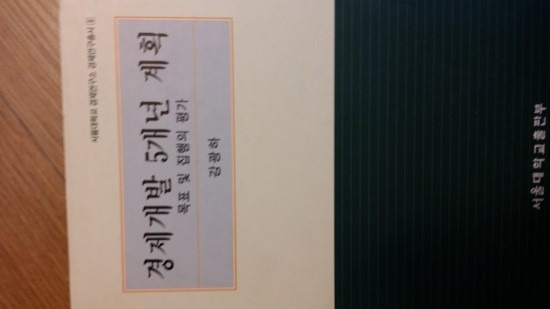 서울대학교 경제연구소 경제연구총서 8
경제개발 5개년 계획
목표 및 집행의 평가
강광하
서울대학교출판부